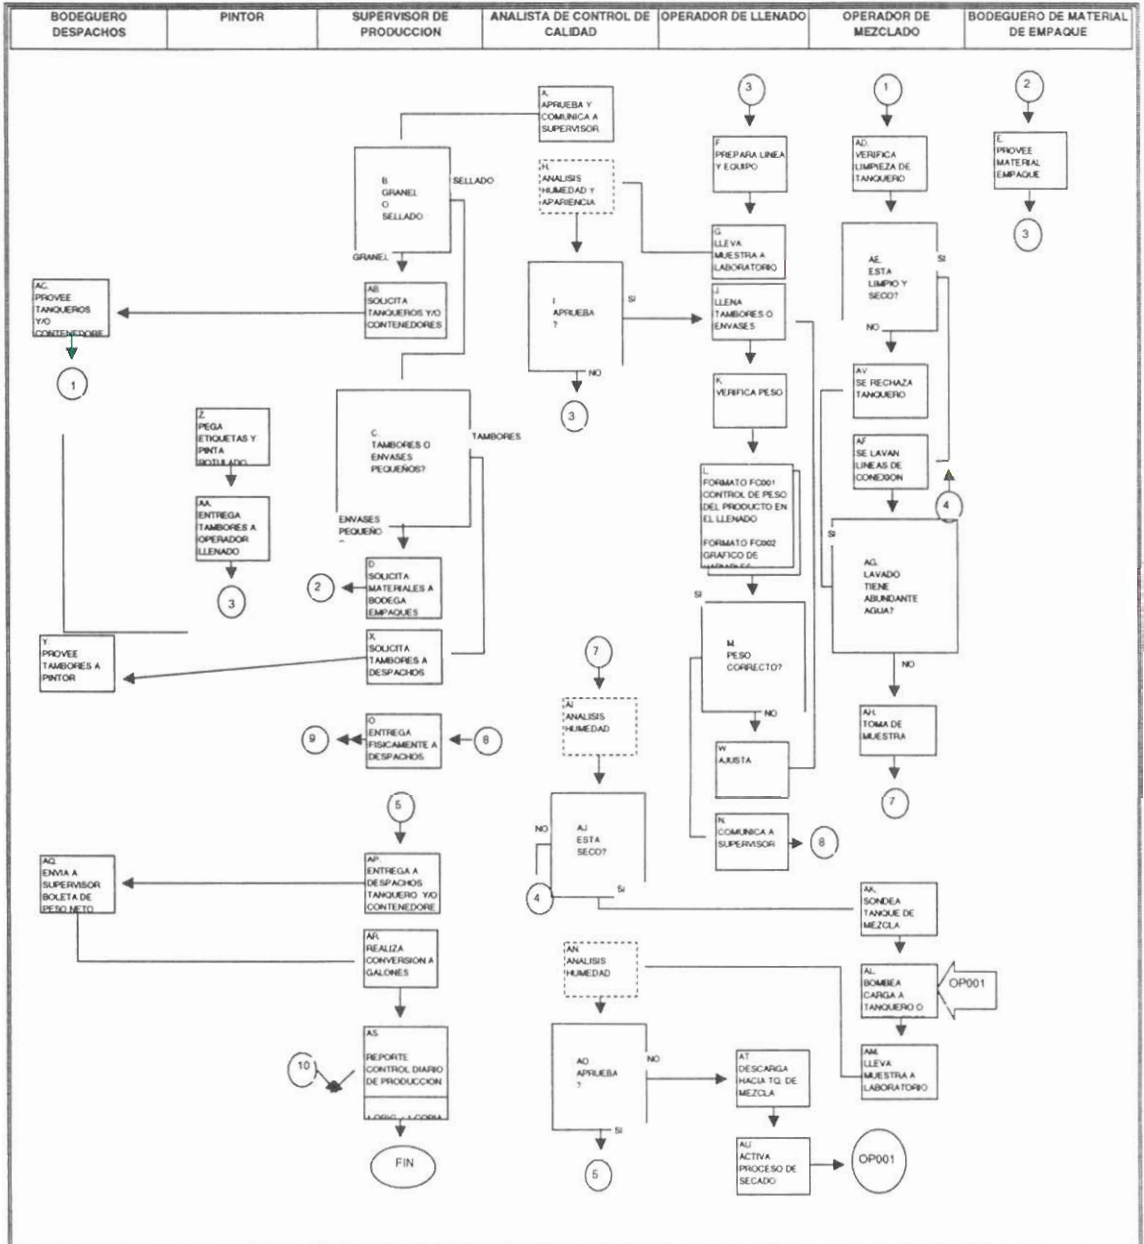 BODEGUERO
DESPACHOS
PINTOR
SUPERVISOR DE
PRODUCCION
ANALISTA DE CONTROL DE
CALIDAD
OPERADOR DE LLENADO
OPERADOR DE
MEZCLADO
BODEGUERO DE MATERIAL
DE EMPAQUE
A.
APRUEBA Y
COMUNICA A
SUPERVISOR
3
1
2
B.
GRANEL
O
SELLADO
SELLADO
GRANEL
H.
ANALISIS
HUMEDAD Y
APARIENCIA
F.
PREPARA LINEA
Y EQUIPO
AD.
VERIFICA
LIMPIEZA DE
TANQUERO
E.
PROVEE
MATERIAL
EMPAQUE
3
G.
LLEVA
MUESTRA A
LABORATORIO
AE.
ESTA
LIMPIO Y
SECO?
SI
NO
AC.
PROVEE
TANQUEROS
Y/O
CONTENEDORE
1
AB.
SOLICITA
TANQUEROS Y/O
CONTENEDORES
I.
APRUEBA
?
SI
NO
3
J.
LLENA
TAMBORES O
ENVASES
K.
VERIFICA PESO
AV.
SE RECHAZA
TANQUERO
Z.
PEGA
ETIQUETAS Y
PINTA
ROTULADO
C.
TAMBORES O
ENVASES
PEQUEÑOS?
TAMBORES
ENVASES
PEQUEÑO
L.
FORMATO FC001
CONTROL DE PESO
DEL PRODUCTO EN
EL LLENADO
FORMATO FC002
GRAFICO DE
VARIABLES
AF.
SE LAVAN
LINEAS DE
CONEXION
4
AA.
ENTREGA
TAMBORES A
OPERADOR
LLENADO
3
SI
AG.
LAVADO
TIENE
ABUNDANTE
AGUA?
NO
2
D.
SOLICITA
MATERIALES A
BODEGA
EMPAQUES
SI
M.
PESO
CORRECTO?
NO
Y.
PROVEE
TAMBORES A
PINTOR
X.
SOLICITA
TAMBORES A
DESPACHOS
7
AI.
ANALISIS
HUMEDAD
AH.
TOMA DE
MUESTRA
7
9
O.
ENTREGA
FISICAMENTE A
DESPACHOS
8
W.
AJUSTA
5
NO
AJ.
ESTA
SECO?
SI
4
N.
COMUNICA A
SUPERVISOR
8
AQ.
ENVIA A
SUPERVISOR
BOLETA DE
PESO NETO
AP.
ENTREGA A
DESPACHOS
TANQUERO Y/O
CONTENEDORE
AK.
SONDEA
TANQUE DE
MEZCLA
AR.
REALIZA
CONVERSION A
GALONES
AN.
ANALISIS
HUMEDAD
AL.
BOMBEA
CARGA A
TANQUERO O
OP001
10
AS.
REPORTE
CONTROL DIARIO
DE PRODUCCION
1 ORIG. - 1 COPIA
AO.
APRUEBA
?
NO
SI
5
AT
DESCARGA
HACIA TQ. DE
MEZCLA
AM.
LLEVA
MUESTRA A
LABORATORIO
FIN
AU.
ACTIVA
PROCESO DE
SECADO
OP001